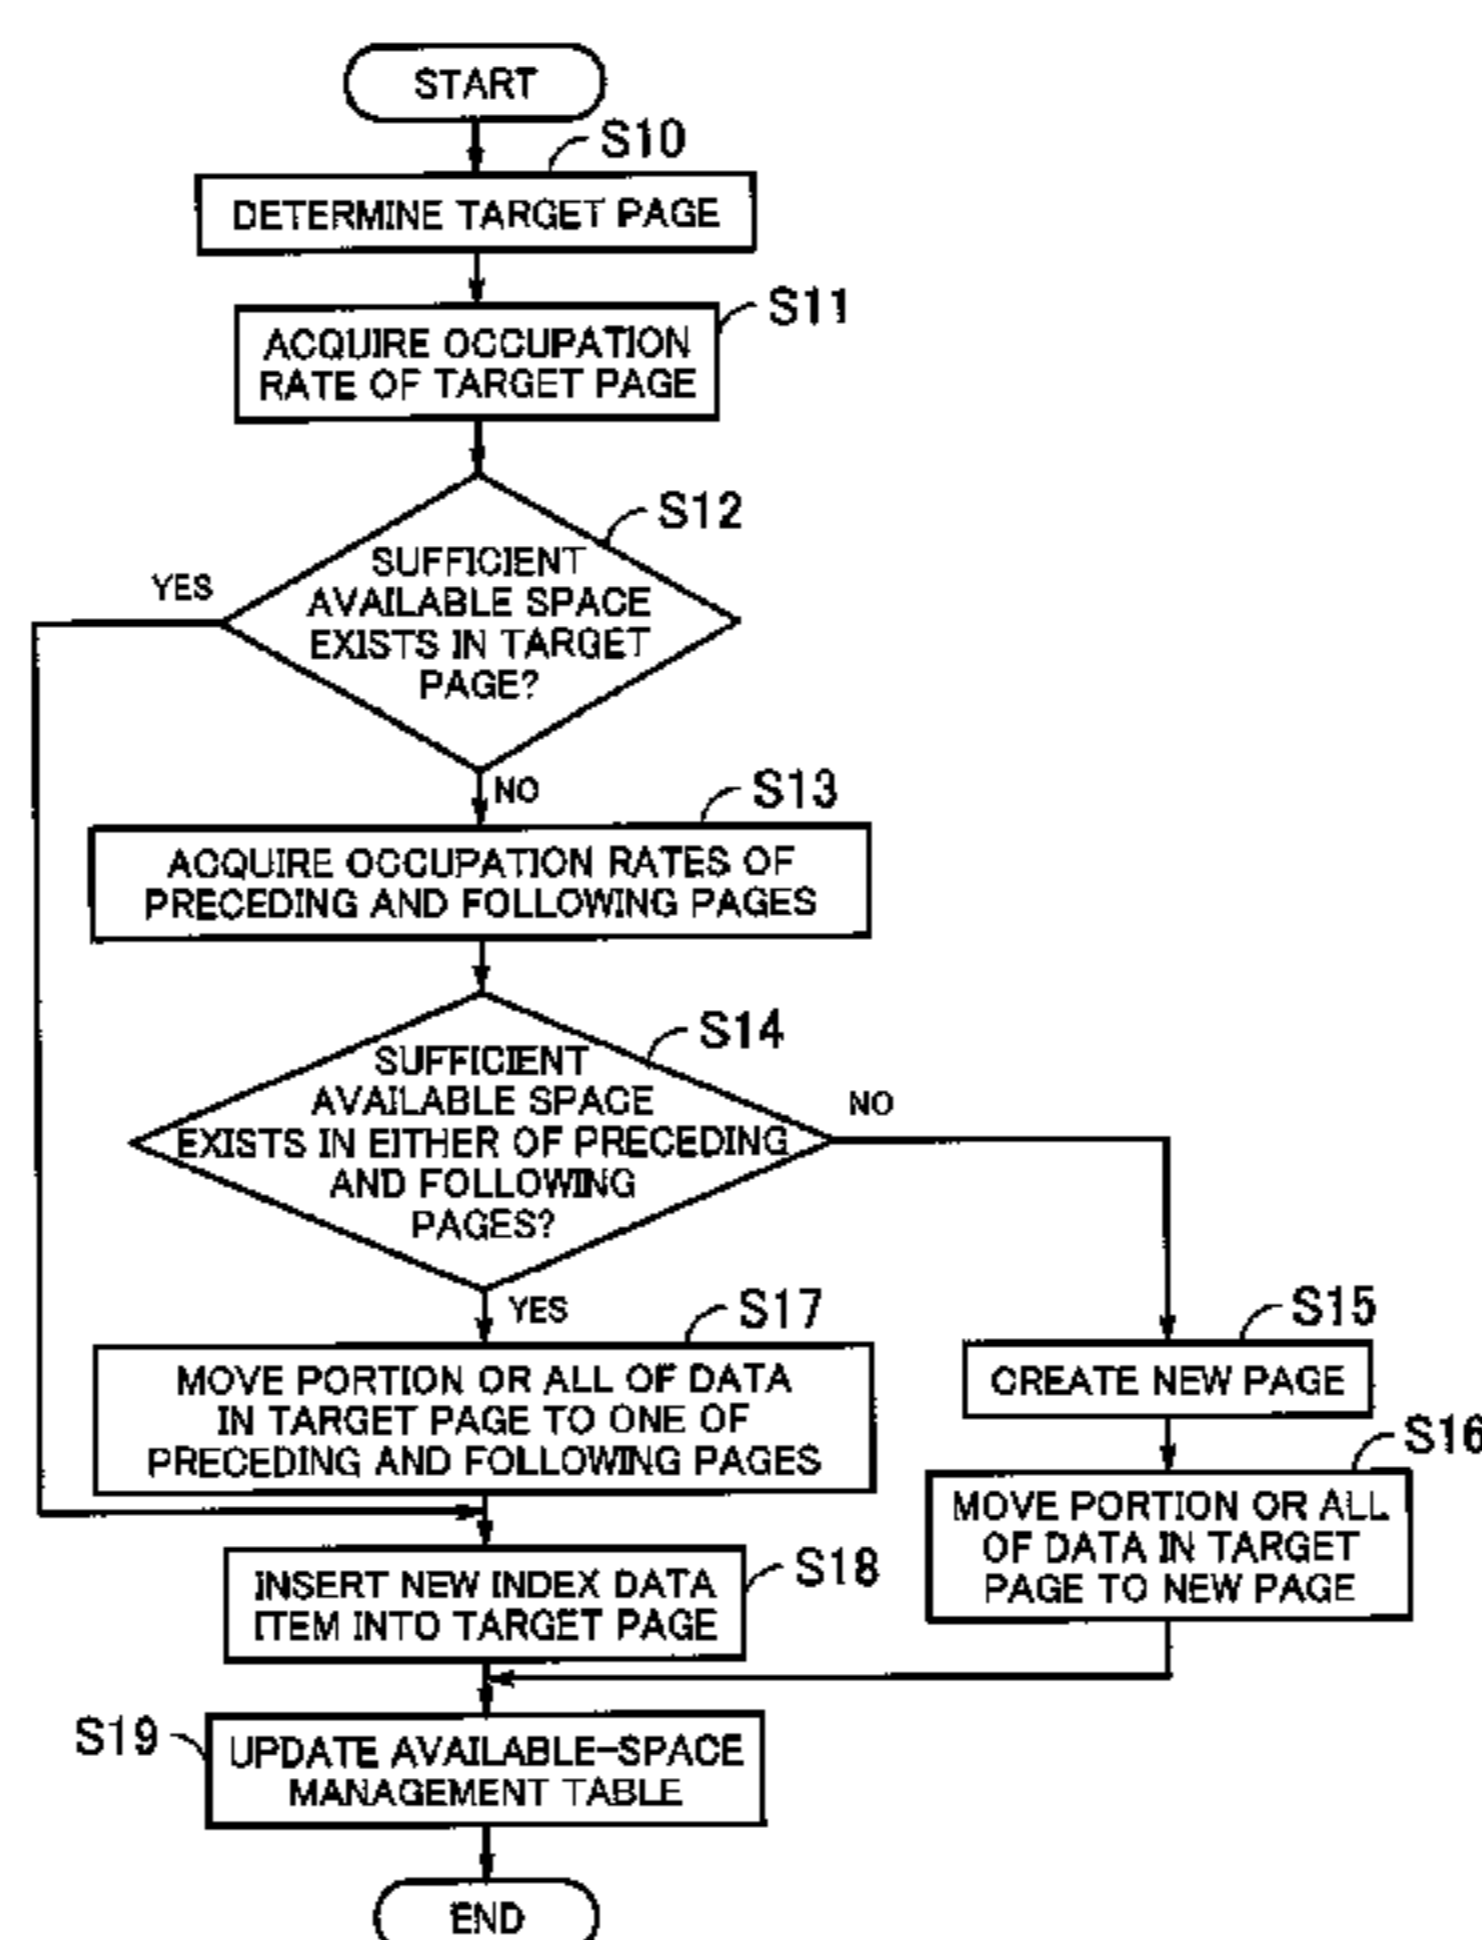 START
S10
DETERMINE TARGET PAGE
S11
ACQUIRE OCCUPATION
RATE OF TARGET PAGE
S12
SUFFICIENT
AVAILABLE SPACE
EXISTS IN TARGET
PAGE?
YES
NO
S13
ACQUIRE OCCUPATION RATES OF
PRECEDING AND FOLLOWING PAGES
S14
SUFFICIENT
AVAILABLE SPACE
EXISTS IN EITHER OF PRECEDING
AND FOLLOWING
PAGES?
NO
YES
S17
MOVE PORTION OR ALL OF DATA
IN TARGET PAGE TO ONE OF
PRECEDING AND FOLLOWING PAGES
S15
CREATE NEW PAGE
S16
MOVE PORTION OR ALL
OF DATA IN TARGET
PAGE TO NEW PAGE
S18
INSERT NEW INDEX DATA
ITEM INTO TARGET PAGE
S19
UPDATE AVAILABLE-SPACE
MANAGEMENT TABLE
END